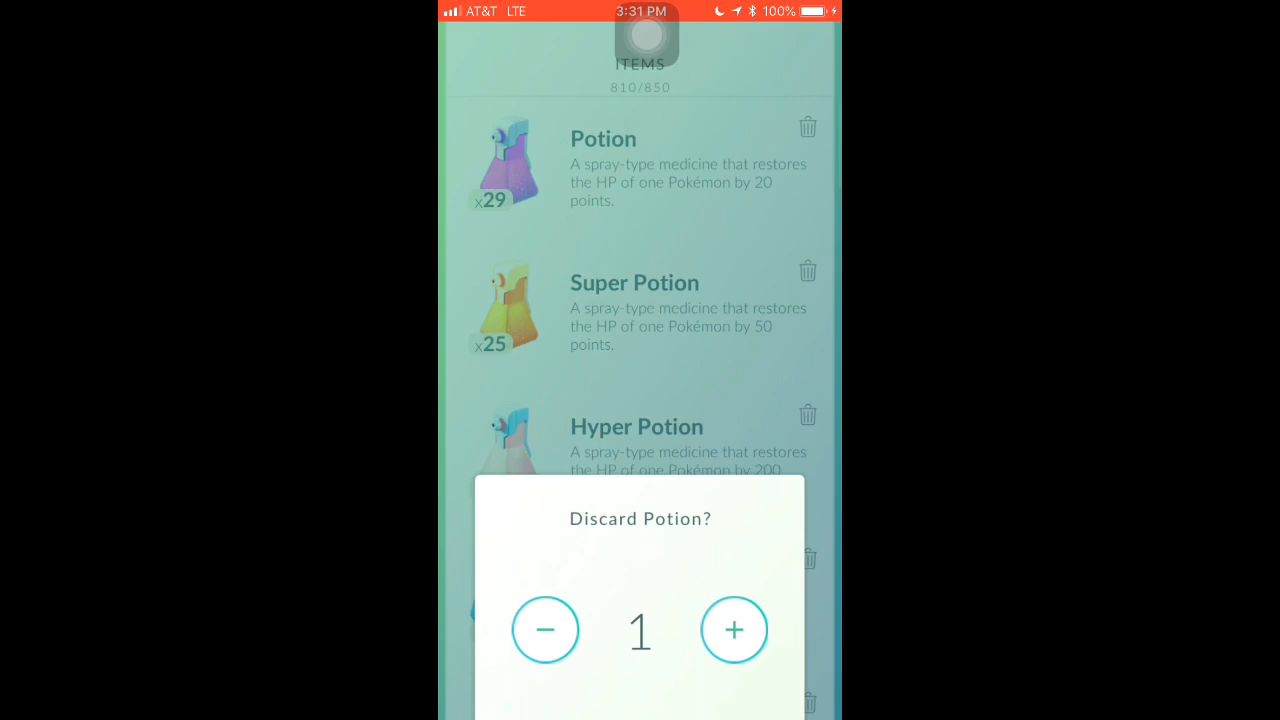 AT&T LTE 3:31 PM 100%
ITEMS
810/850
Potion
A spray-type medicine that restores
the HP of one Pokémon by 20
points.
x29
Super Potion
A spray-type medicine that restores
the HP of one Pokémon by 50
points.
x25
Hyper Potion
A spray-type medicine that restores
the HP of one Pokémon by 200
Discard Potion?
− 1 +